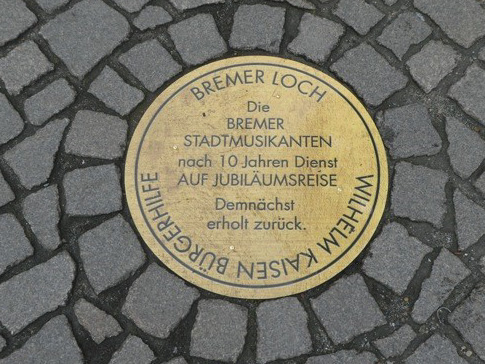 BREMER LOCH
Die
BREMER
STADTMUSIKANTEN
nach 10 Jahren Dienst
AUF JUBILÄUMSREISE
Demnächst
erholt zurück.
WILHELM KAISEN BÜRGERHILFE